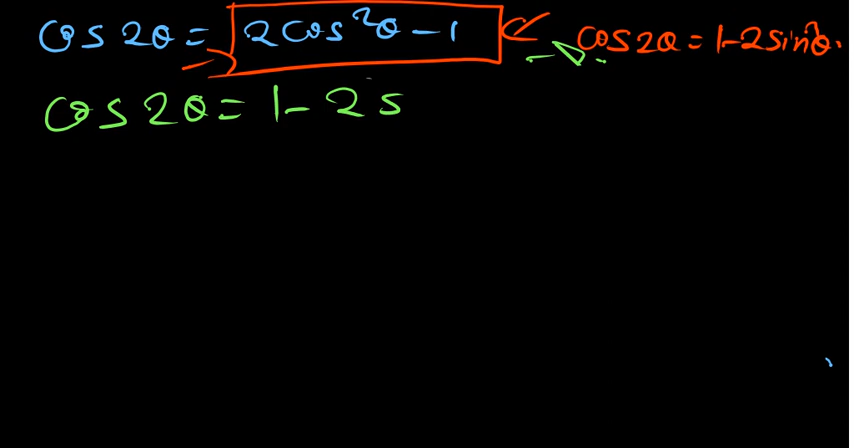 cos 2θ = 2cos²θ - 1 cos 2θ = 1 - 2sin²θ.
cos 2θ = 1 - 2s